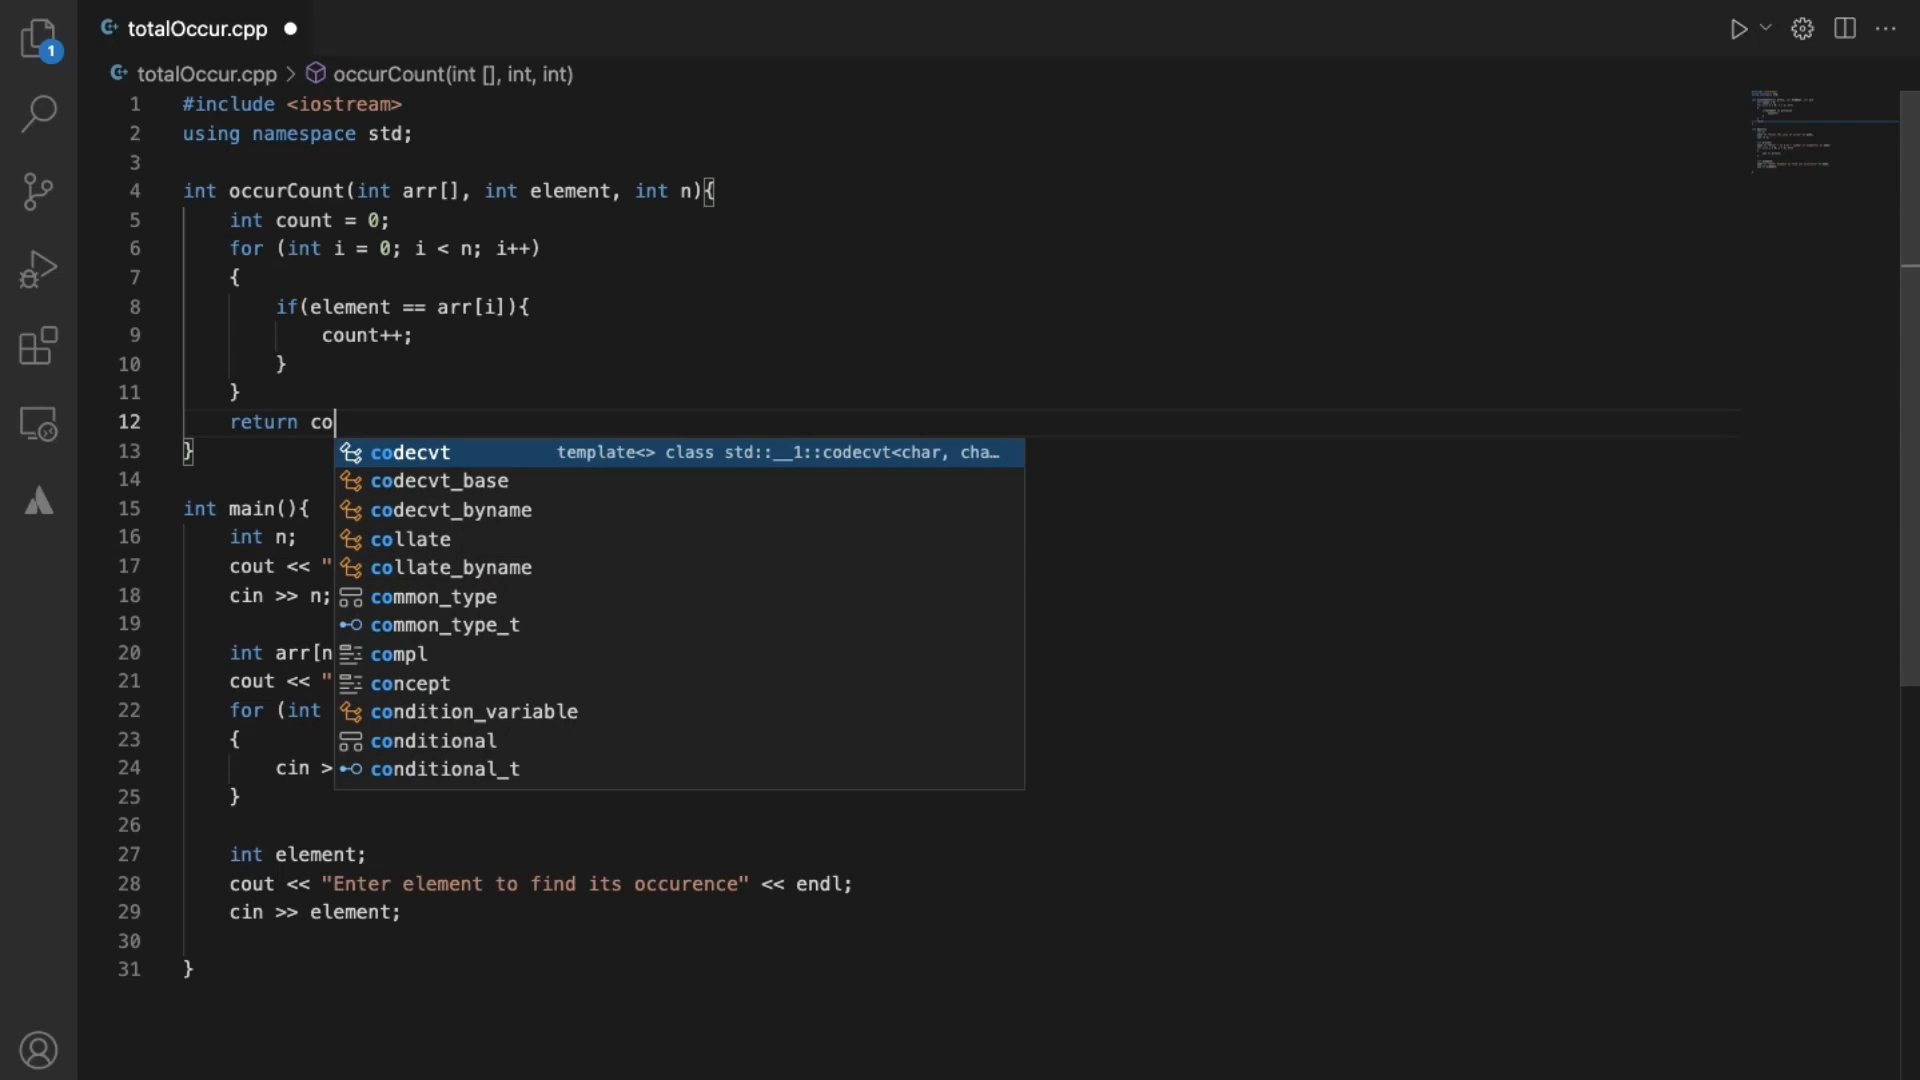 1
totalOccur.cpp
totalOccur.cpp > occurCount(int [], int, int)
1 #include <iostream>
2 using namespace std;
3
4 int occurCount(int arr[], int element, int n){
5 int count = 0;
6 for (int i = 0; i < n; i++)
7 {
8 if(element == arr[i]){
9 count++;
10 }
11 }
12 return co
13 }
codecvt template<> class std::__1::codecvt<char, cha…
codecvt_base
codecvt_byname
collate
collate_byname
common_type
common_type_t
compl
concept
condition_variable
conditional
conditional_t
14
15 int main(){
16 int n;
17 cout << "
18 cin >> n;
19
20 int arr[n
21 cout << "
22 for (int
23 {
24 cin >
25 }
26
27 int element;
28 cout << "Enter element to find its occurence" << endl;
29 cin >> element;
30
31 }